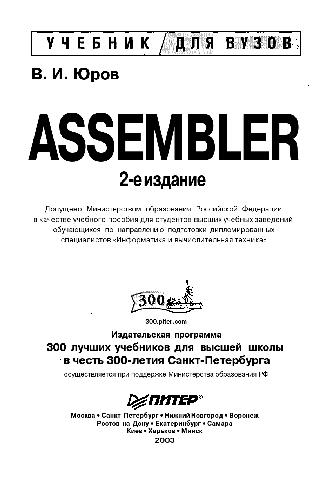 УЧЕБНИК ДЛЯ ВУЗОВ
В. И. Юров
ASSEMBLER
2-е издание
Допущено Министерством образования Российской Федерации
в качестве учебного пособия для студентов высших учебных заведений
обучающихся по направлению подготовки дипломированных
специалистов «Информатика и вычислительная техника»
300
300.piter.com
Издательская программа
300 лучших учебников для высшей школы
в честь 300-летия Санкт-Петербурга
осуществляется при поддержке Министерства образования РФ
ПИТЕР®
Москва • Санкт Петербург • Нижний Новгород • Воронеж
Ростов на Дону • Екатеринбург • Самара
Киев • Харьков • Минск
2003